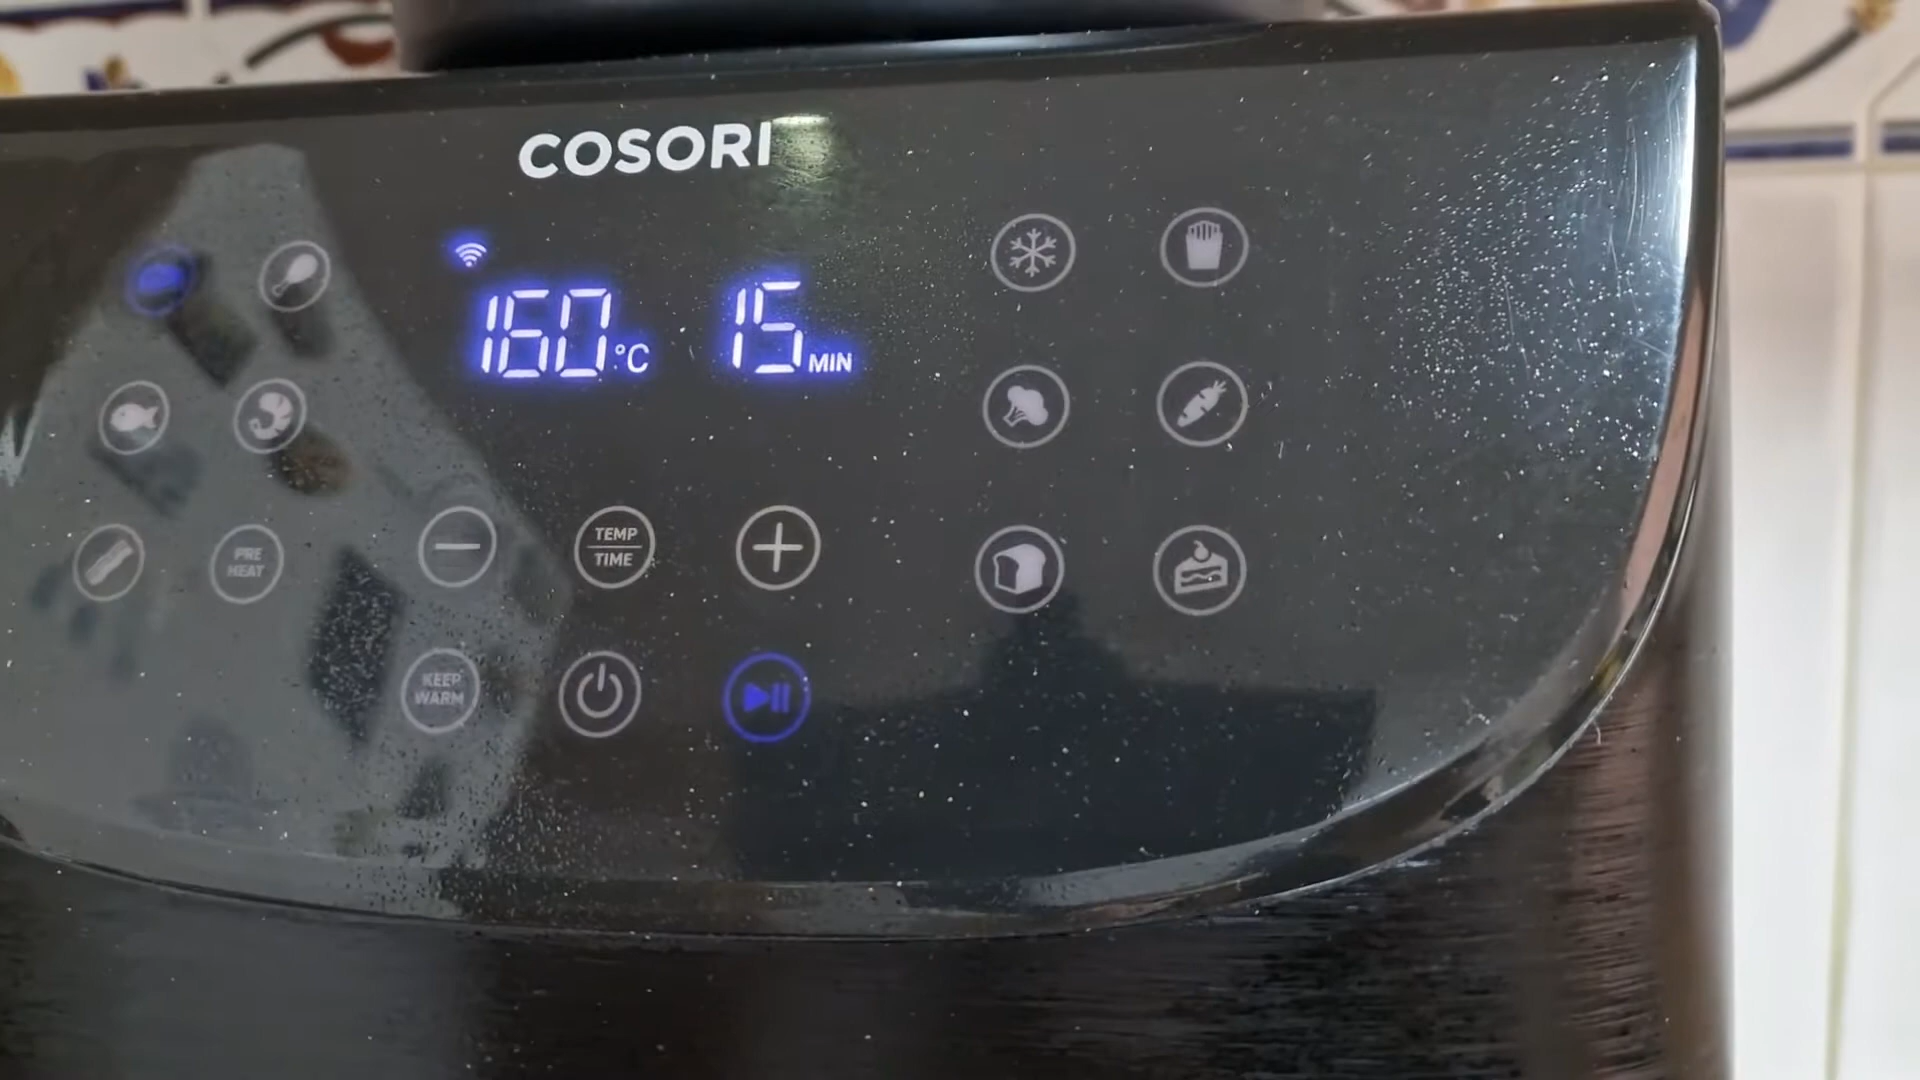 COSORI
160°C 15 MIN
PRE
HEAT
TEMP
TIME
KEEP
WARM